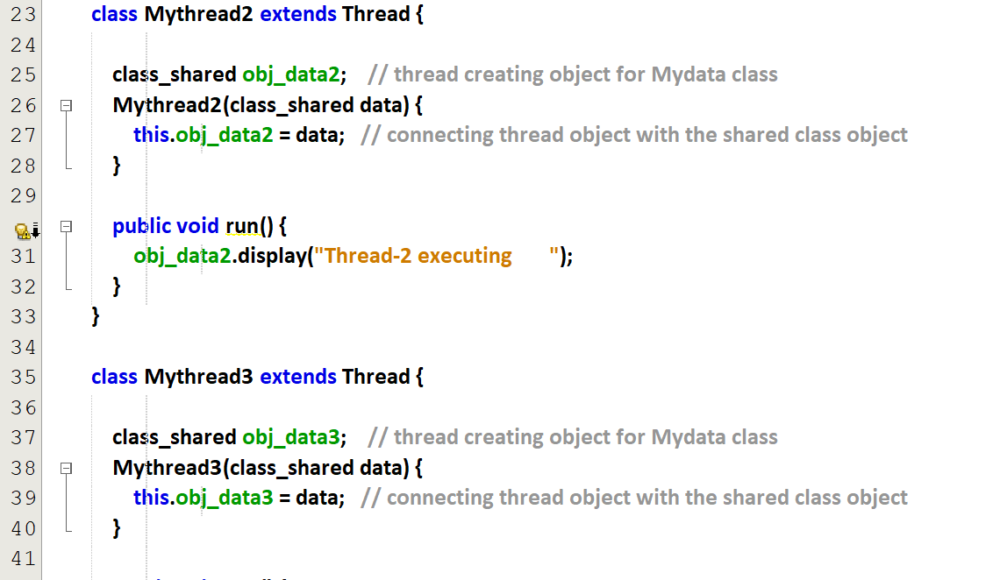 23 class Mythread2 extends Thread {
24
25 class_shared obj_data2; // thread creating object for Mydata class
26 Mythread2(class_shared data) {
27 this.obj_data2 = data; // connecting thread object with the shared class object
28 }
29
public void run() {
31 obj_data2.display("Thread-2 executing      ");
32 }
33 }
34
35 class Mythread3 extends Thread {
36
37 class_shared obj_data3; // thread creating object for Mydata class
38 Mythread3(class_shared data) {
39 this.obj_data3 = data; // connecting thread object with the shared class object
40 }
41